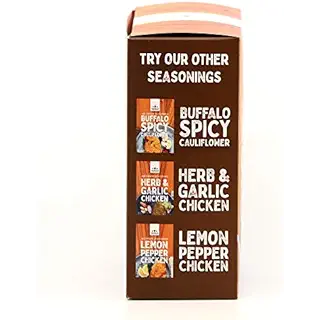 TRY OUR OTHER
SEASONINGS
BUFFALO
SPICY
CAULIFLOWER
BUFFALO
SPICY
CAULIFLOWER
HERB &
GARLIC
CHICKEN
HERB &
GARLIC
CHICKEN
LEMON
PEPPER
CHICKEN
LEMON
PEPPER
CHICKEN